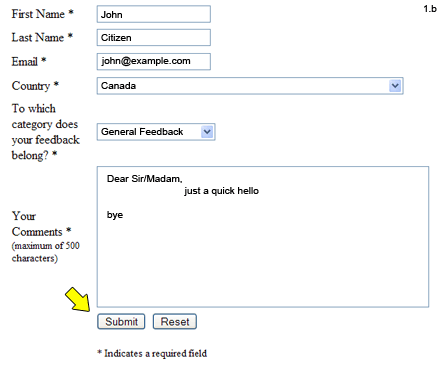 1.b
First Name * John
Last Name * Citizen
Email * john@example.com
Country * Canada
To which
category does
your feedback
belong? * General Feedback
Dear Sir/Madam,
just a quick hello
bye
Your
Comments *
(maximum of 500
characters)
Submit Reset
* Indicates a required field